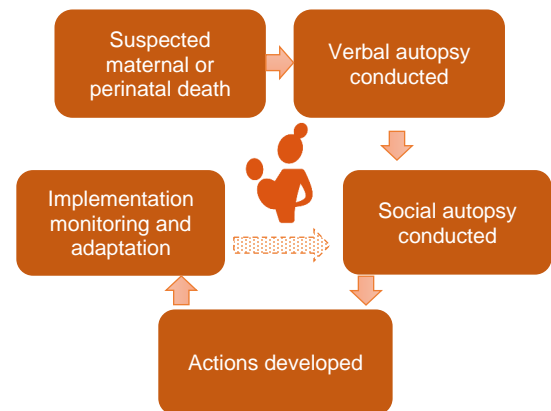 Suspected
maternal or
perinatal death
Verbal autopsy
conducted
Social autopsy
conducted
Actions developed
Implementation
monitoring and
adaptation